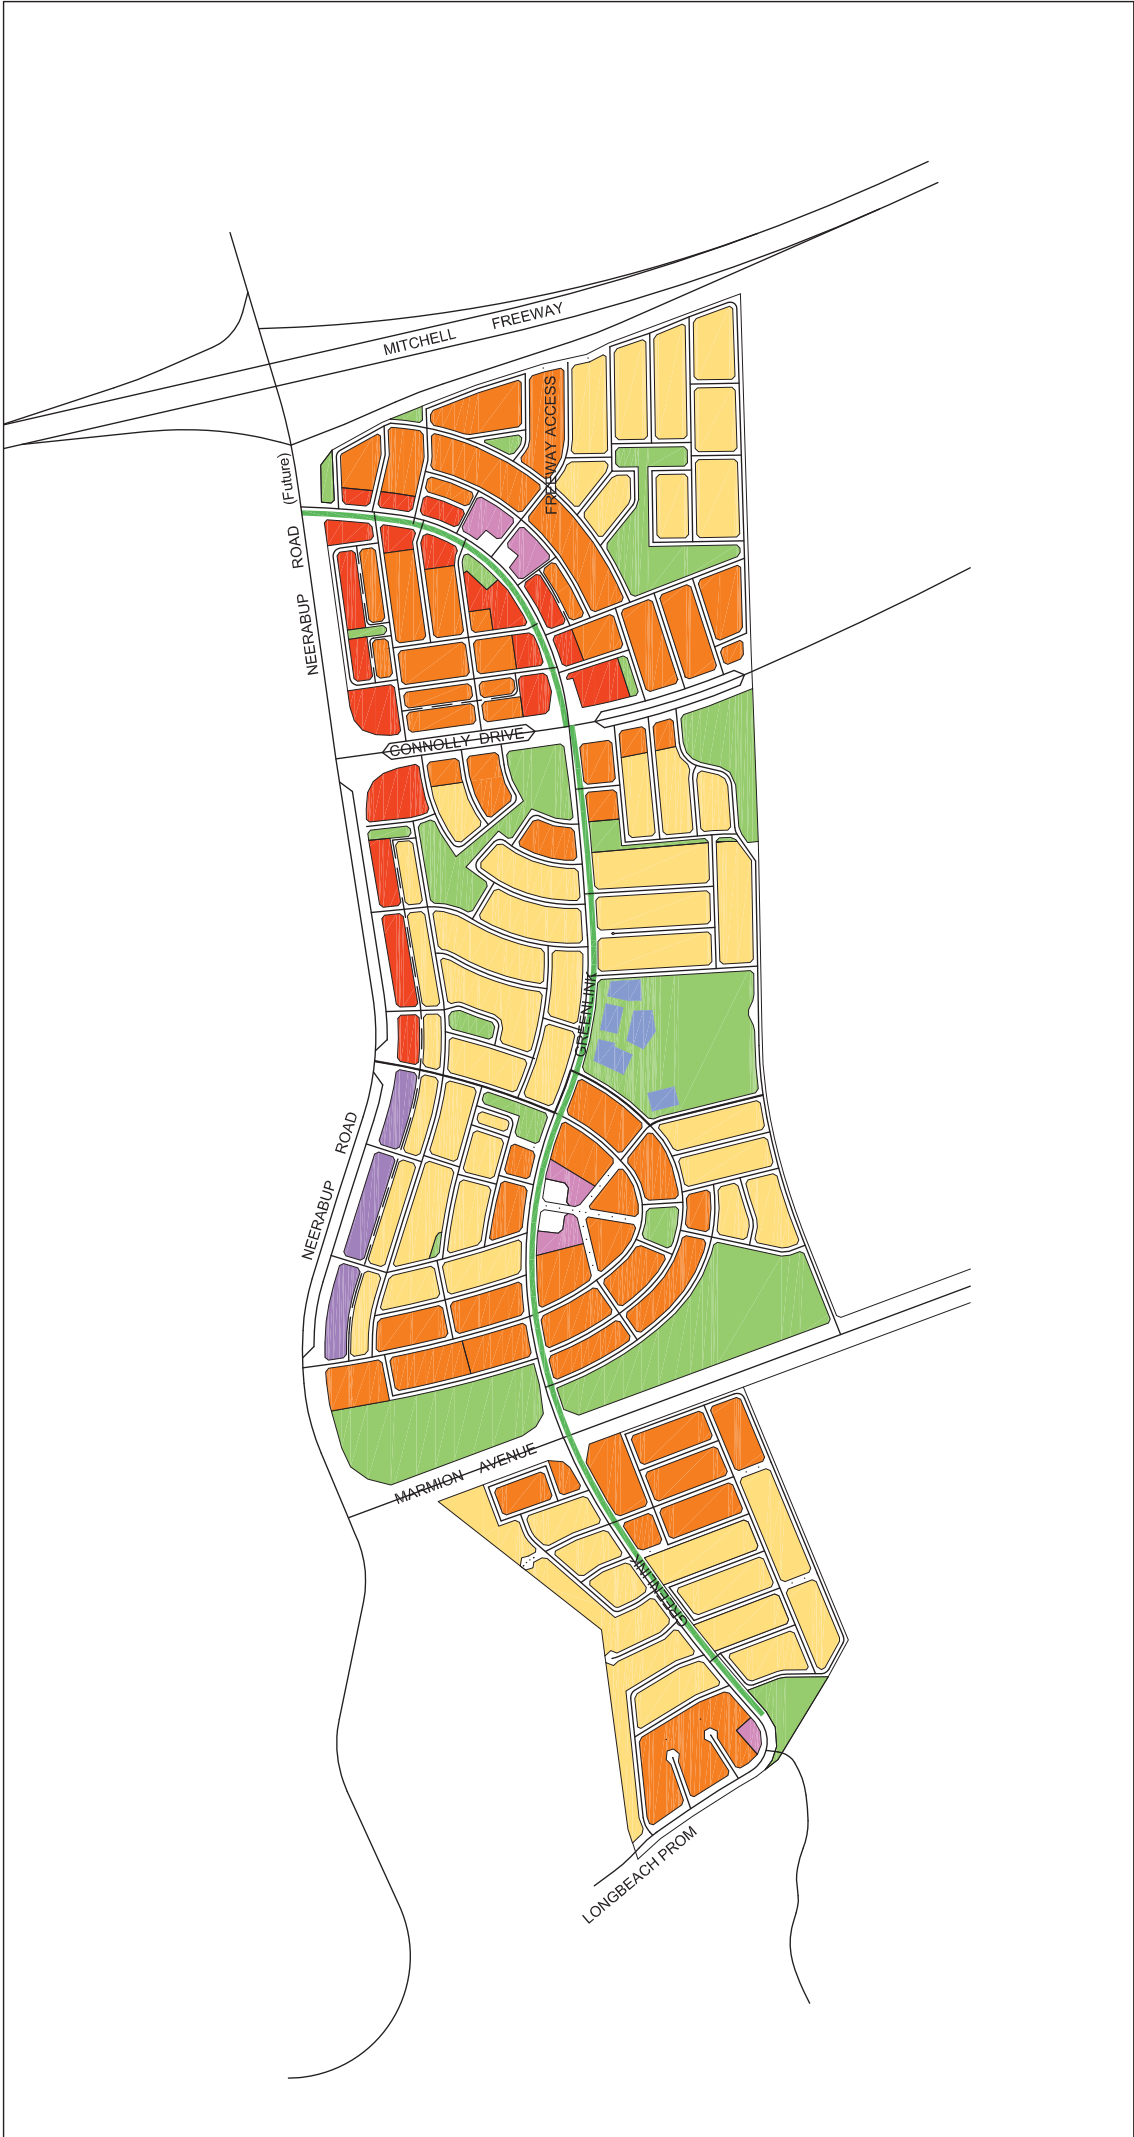 MITCHELL FREEWAY
FREEWAY ACCESS
(Future)
NEERABUP ROAD
CONNOLLY DRIVE
GREENLINK
NEERABUP ROAD
MARMION AVENUE
GREENLINK
LONGBEACH PROM